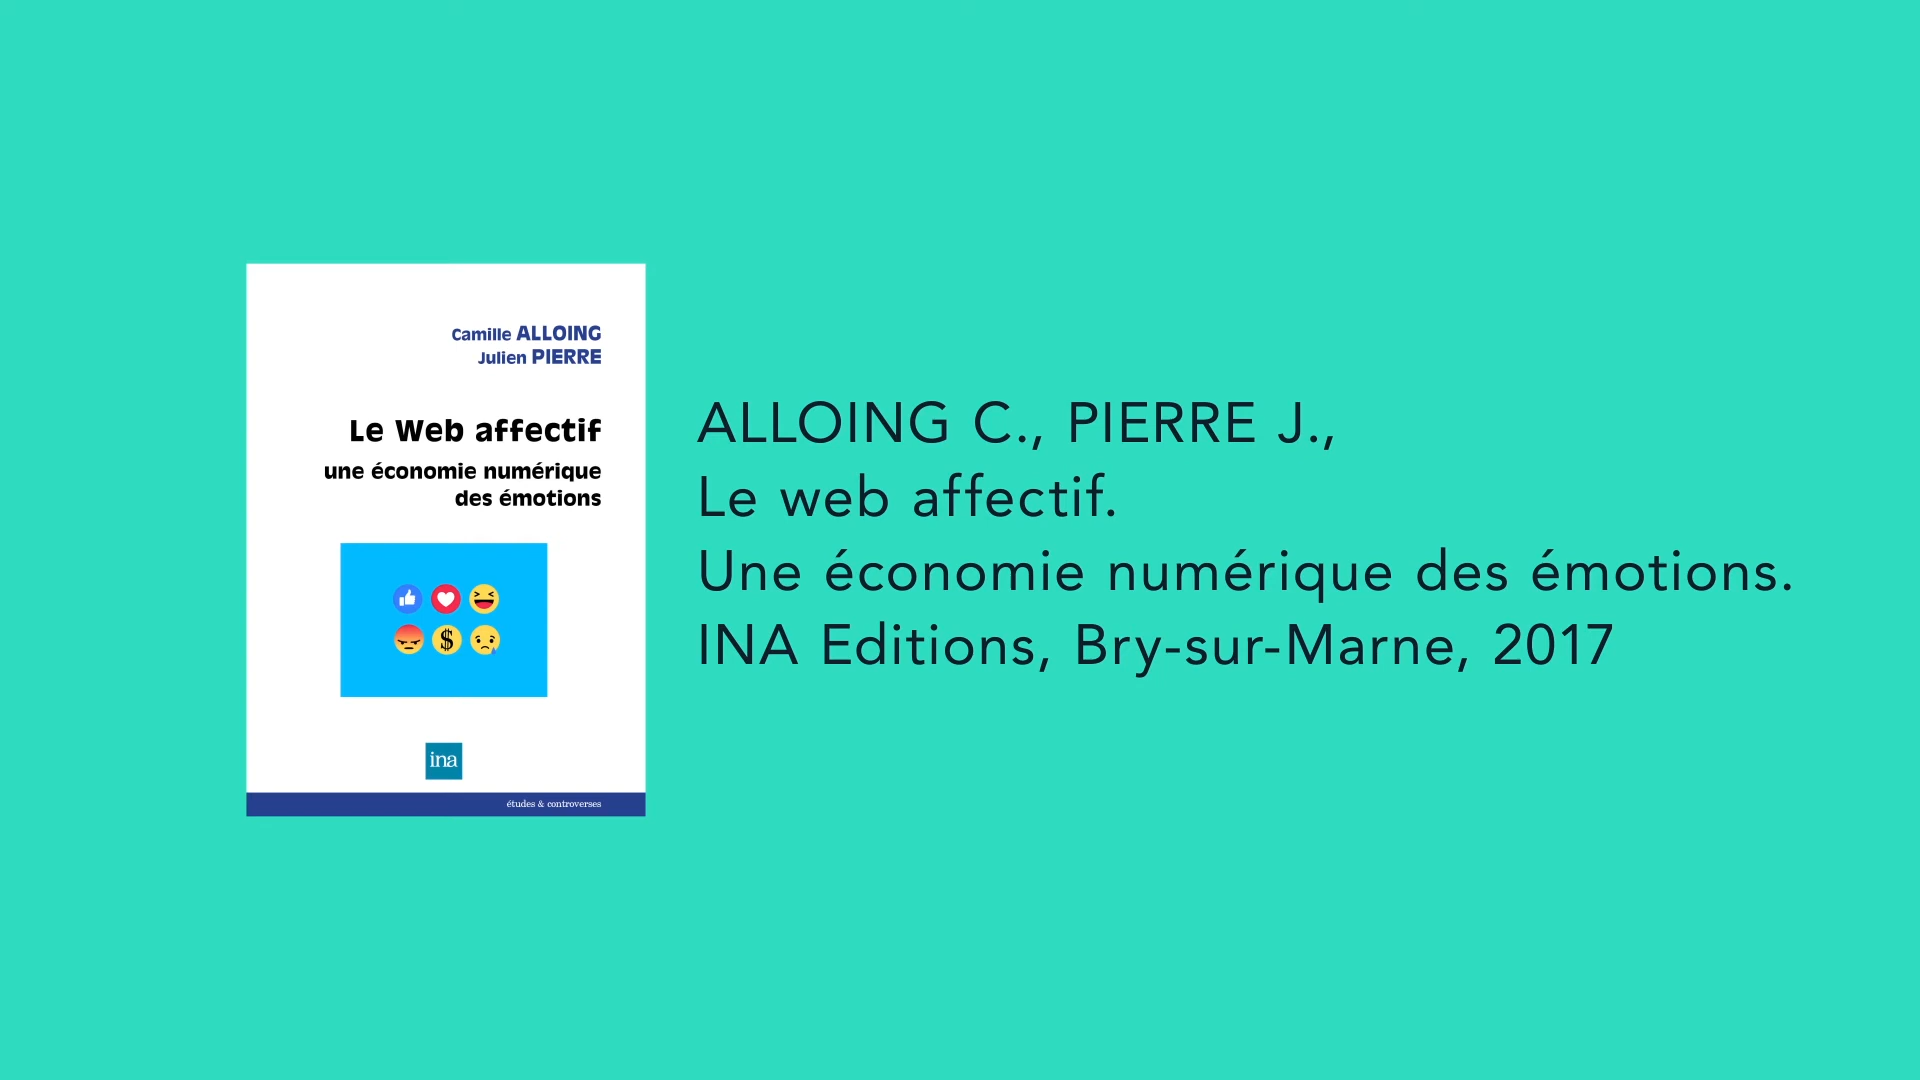 Camille ALLOING
Julien PIERRE
Le Web affectif
une économie numérique
des émotions
$
ina
études & controverses
ALLOING C., PIERRE J.,
Le web affectif.
Une économie numérique des émotions.
INA Editions, Bry-sur-Marne, 2017